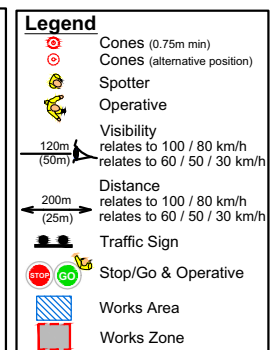 Legend
Cones (0.75m min)
Cones (alternative position)
Spotter
Operative
Visibility
120m relates to 100 / 80 km/h
(50m) relates to 60 / 50 / 30 km/h
Distance
200m relates to 100 / 80 km/h
(25m) relates to 60 / 50 / 30 km/h
Traffic Sign
STOP GO Stop/Go & Operative
Works Area
Works Zone